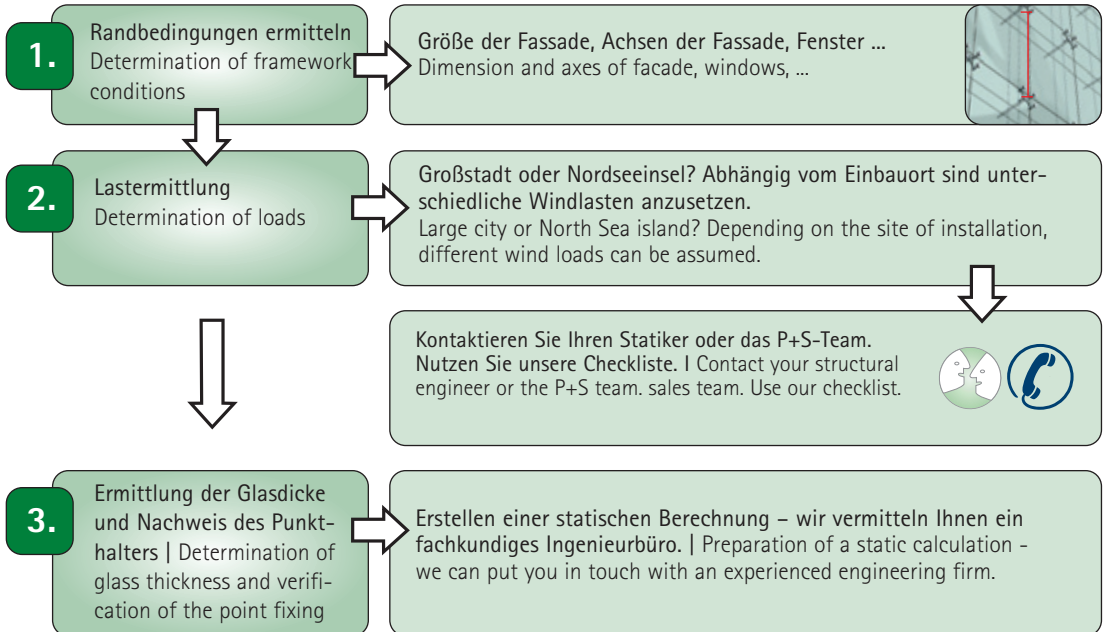 1.
Randbedingungen ermitteln
Determination of framework
conditions
Größe der Fassade, Achsen der Fassade, Fenster ...
Dimension and axes of facade, windows, ...
2.
Lastermittlung
Determination of loads
Großstadt oder Nordseeinsel? Abhängig vom Einbauort sind unter-
schiedliche Windlasten anzusetzen.
Large city or North Sea island? Depending on the site of installation,
different wind loads can be assumed.
Kontaktieren Sie Ihren Statiker oder das P+S-Team.
Nutzen Sie unsere Checkliste. I Contact your structural
engineer or the P+S team. sales team. Use our checklist.
3.
Ermittlung der Glasdicke
und Nachweis des Punkt-
halters | Determination of
glass thickness and verifi-
cation of the point fixing
Erstellen einer statischen Berechnung – wir vermitteln Ihnen ein
fachkundiges Ingenieurbüro. | Preparation of a static calculation -
we can put you in touch with an experienced engineering firm.